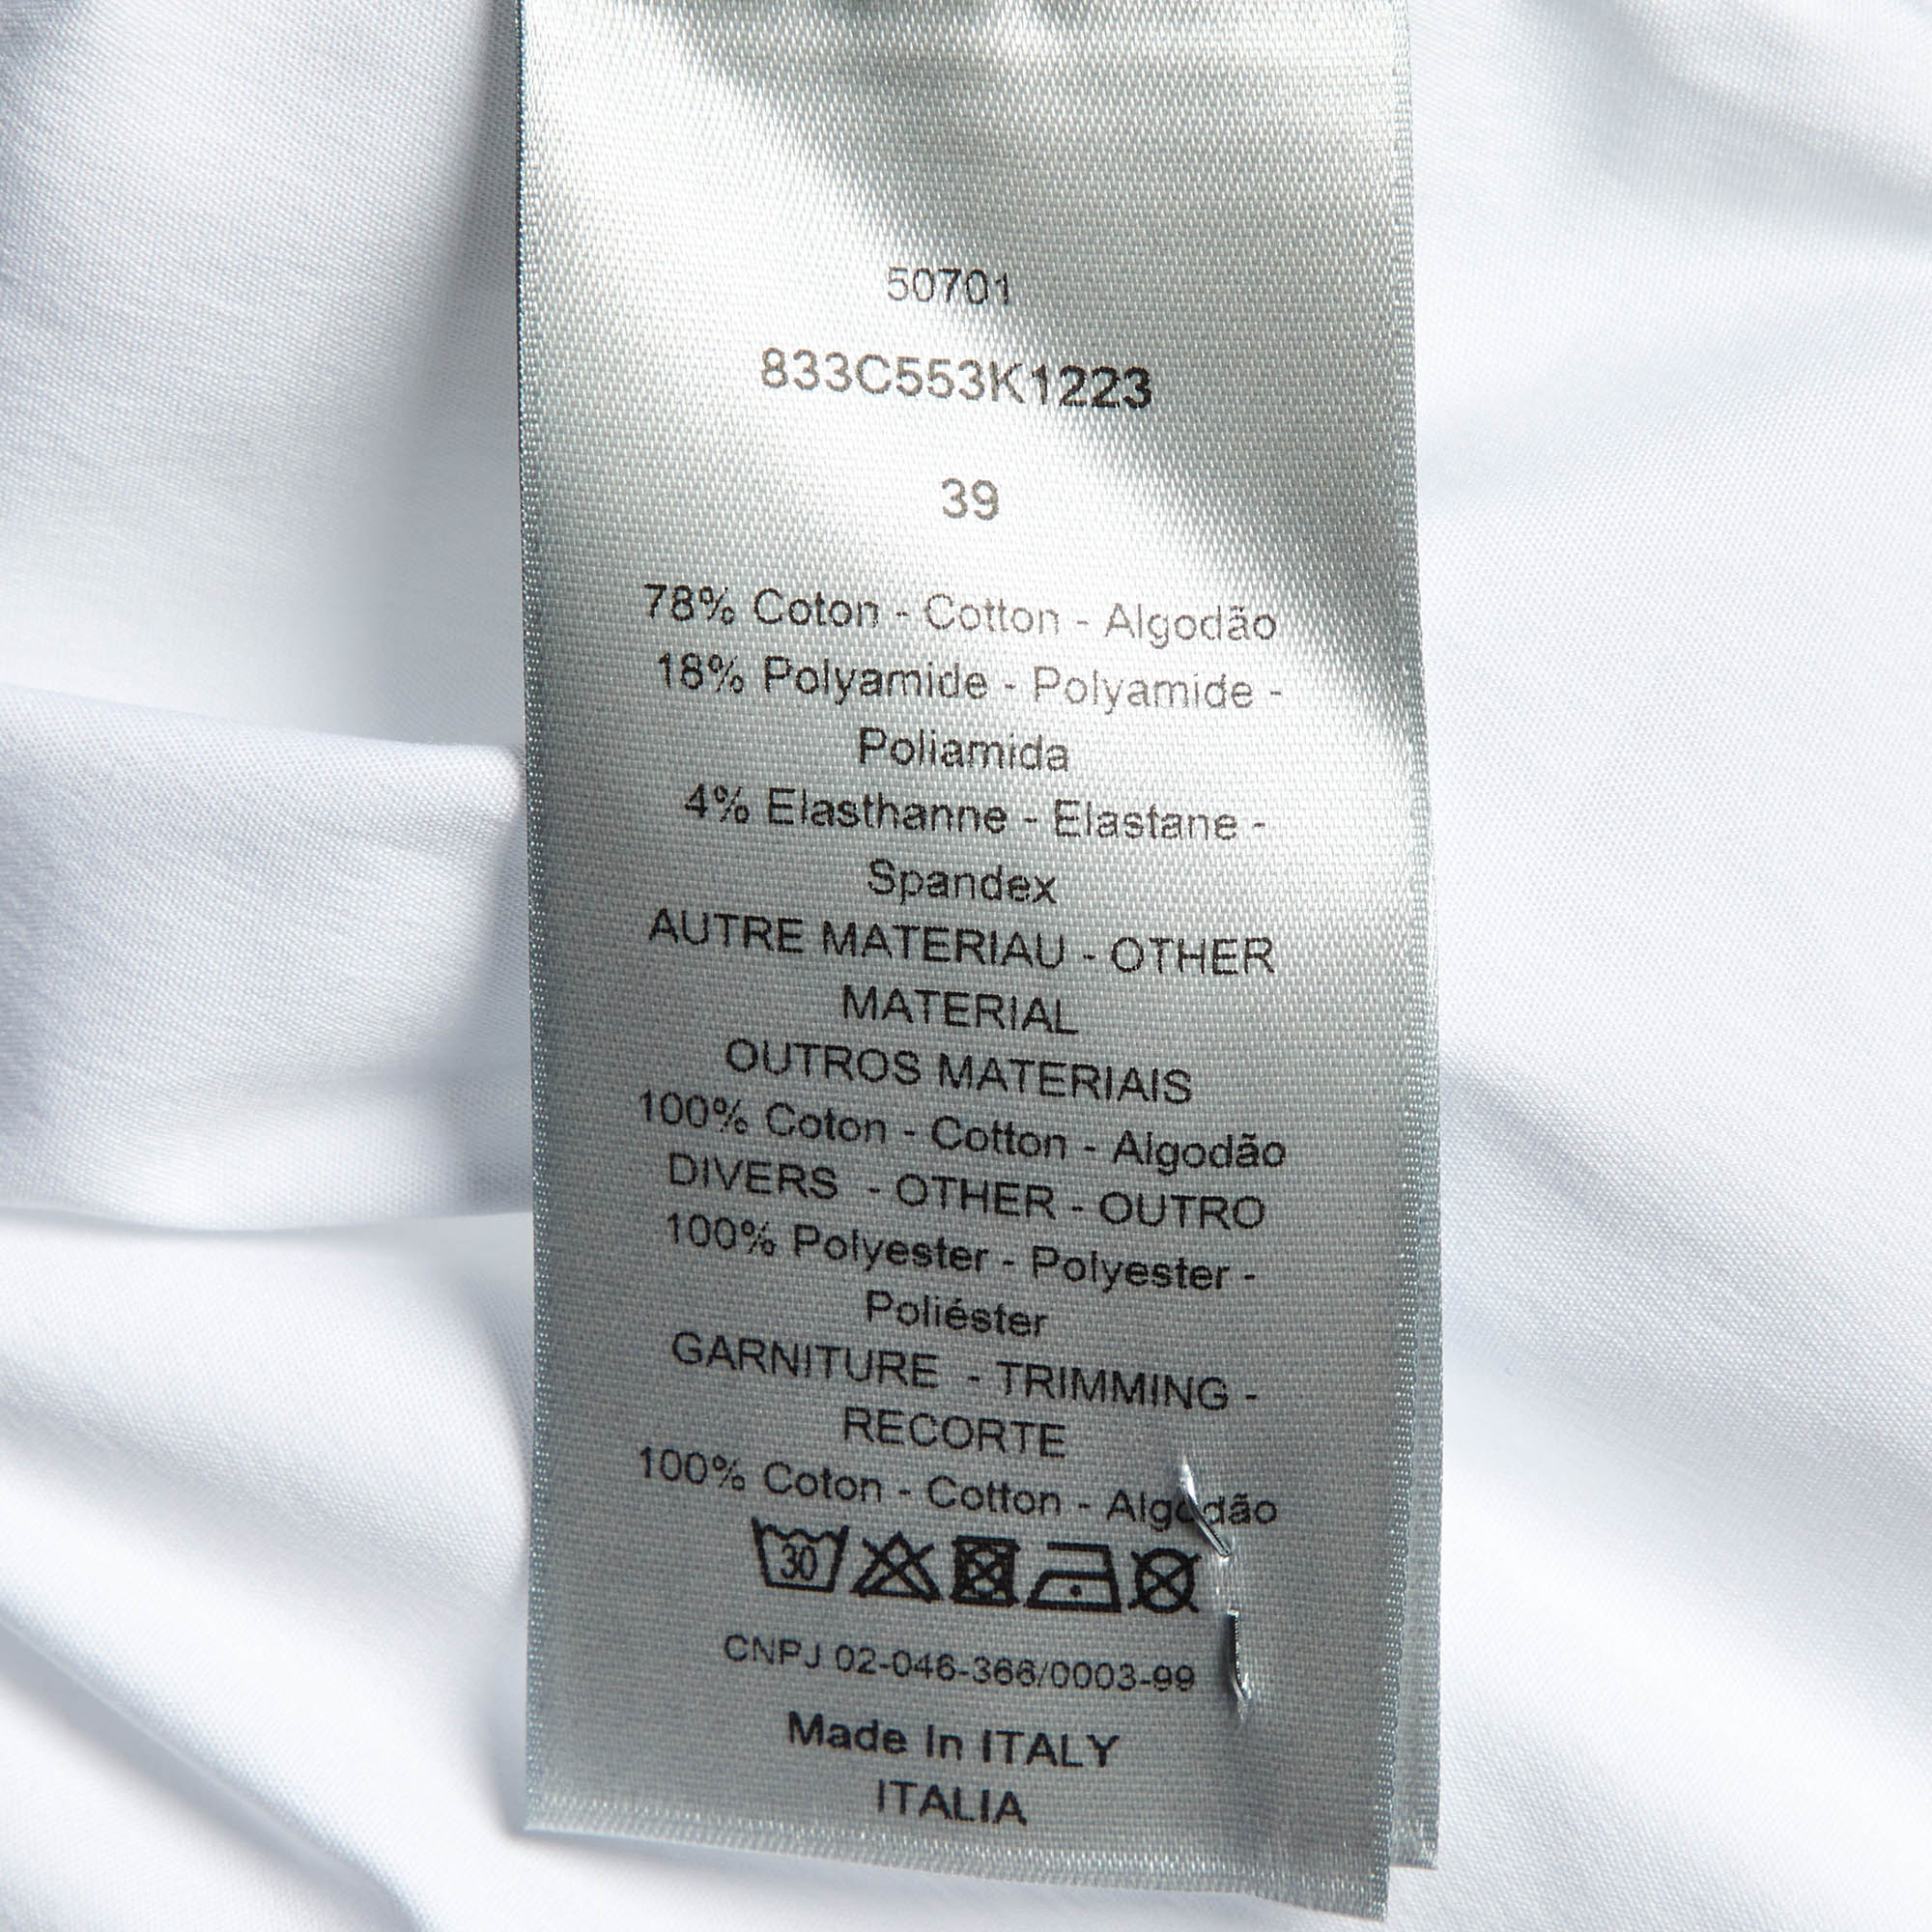 50701
833C553K1223
39
78% Coton - Cotton - Algodão
18% Polyamide - Polyamide -
Poliamida
4% Elasthanne - Elastane -
Spandex
AUTRE MATERIAU - OTHER
MATERIAL
OUTROS MATERIAIS
100% Coton - Cotton - Algodão
DIVERS - OTHER - OUTRO
100% Polyester - Polyester -
Poliéster
GARNITURE - TRIMMING -
RECORTE
100% Coton - Cotton - Algodão
30
CNPJ 02-046-366/0003-99
Made In ITALY
ITALIA